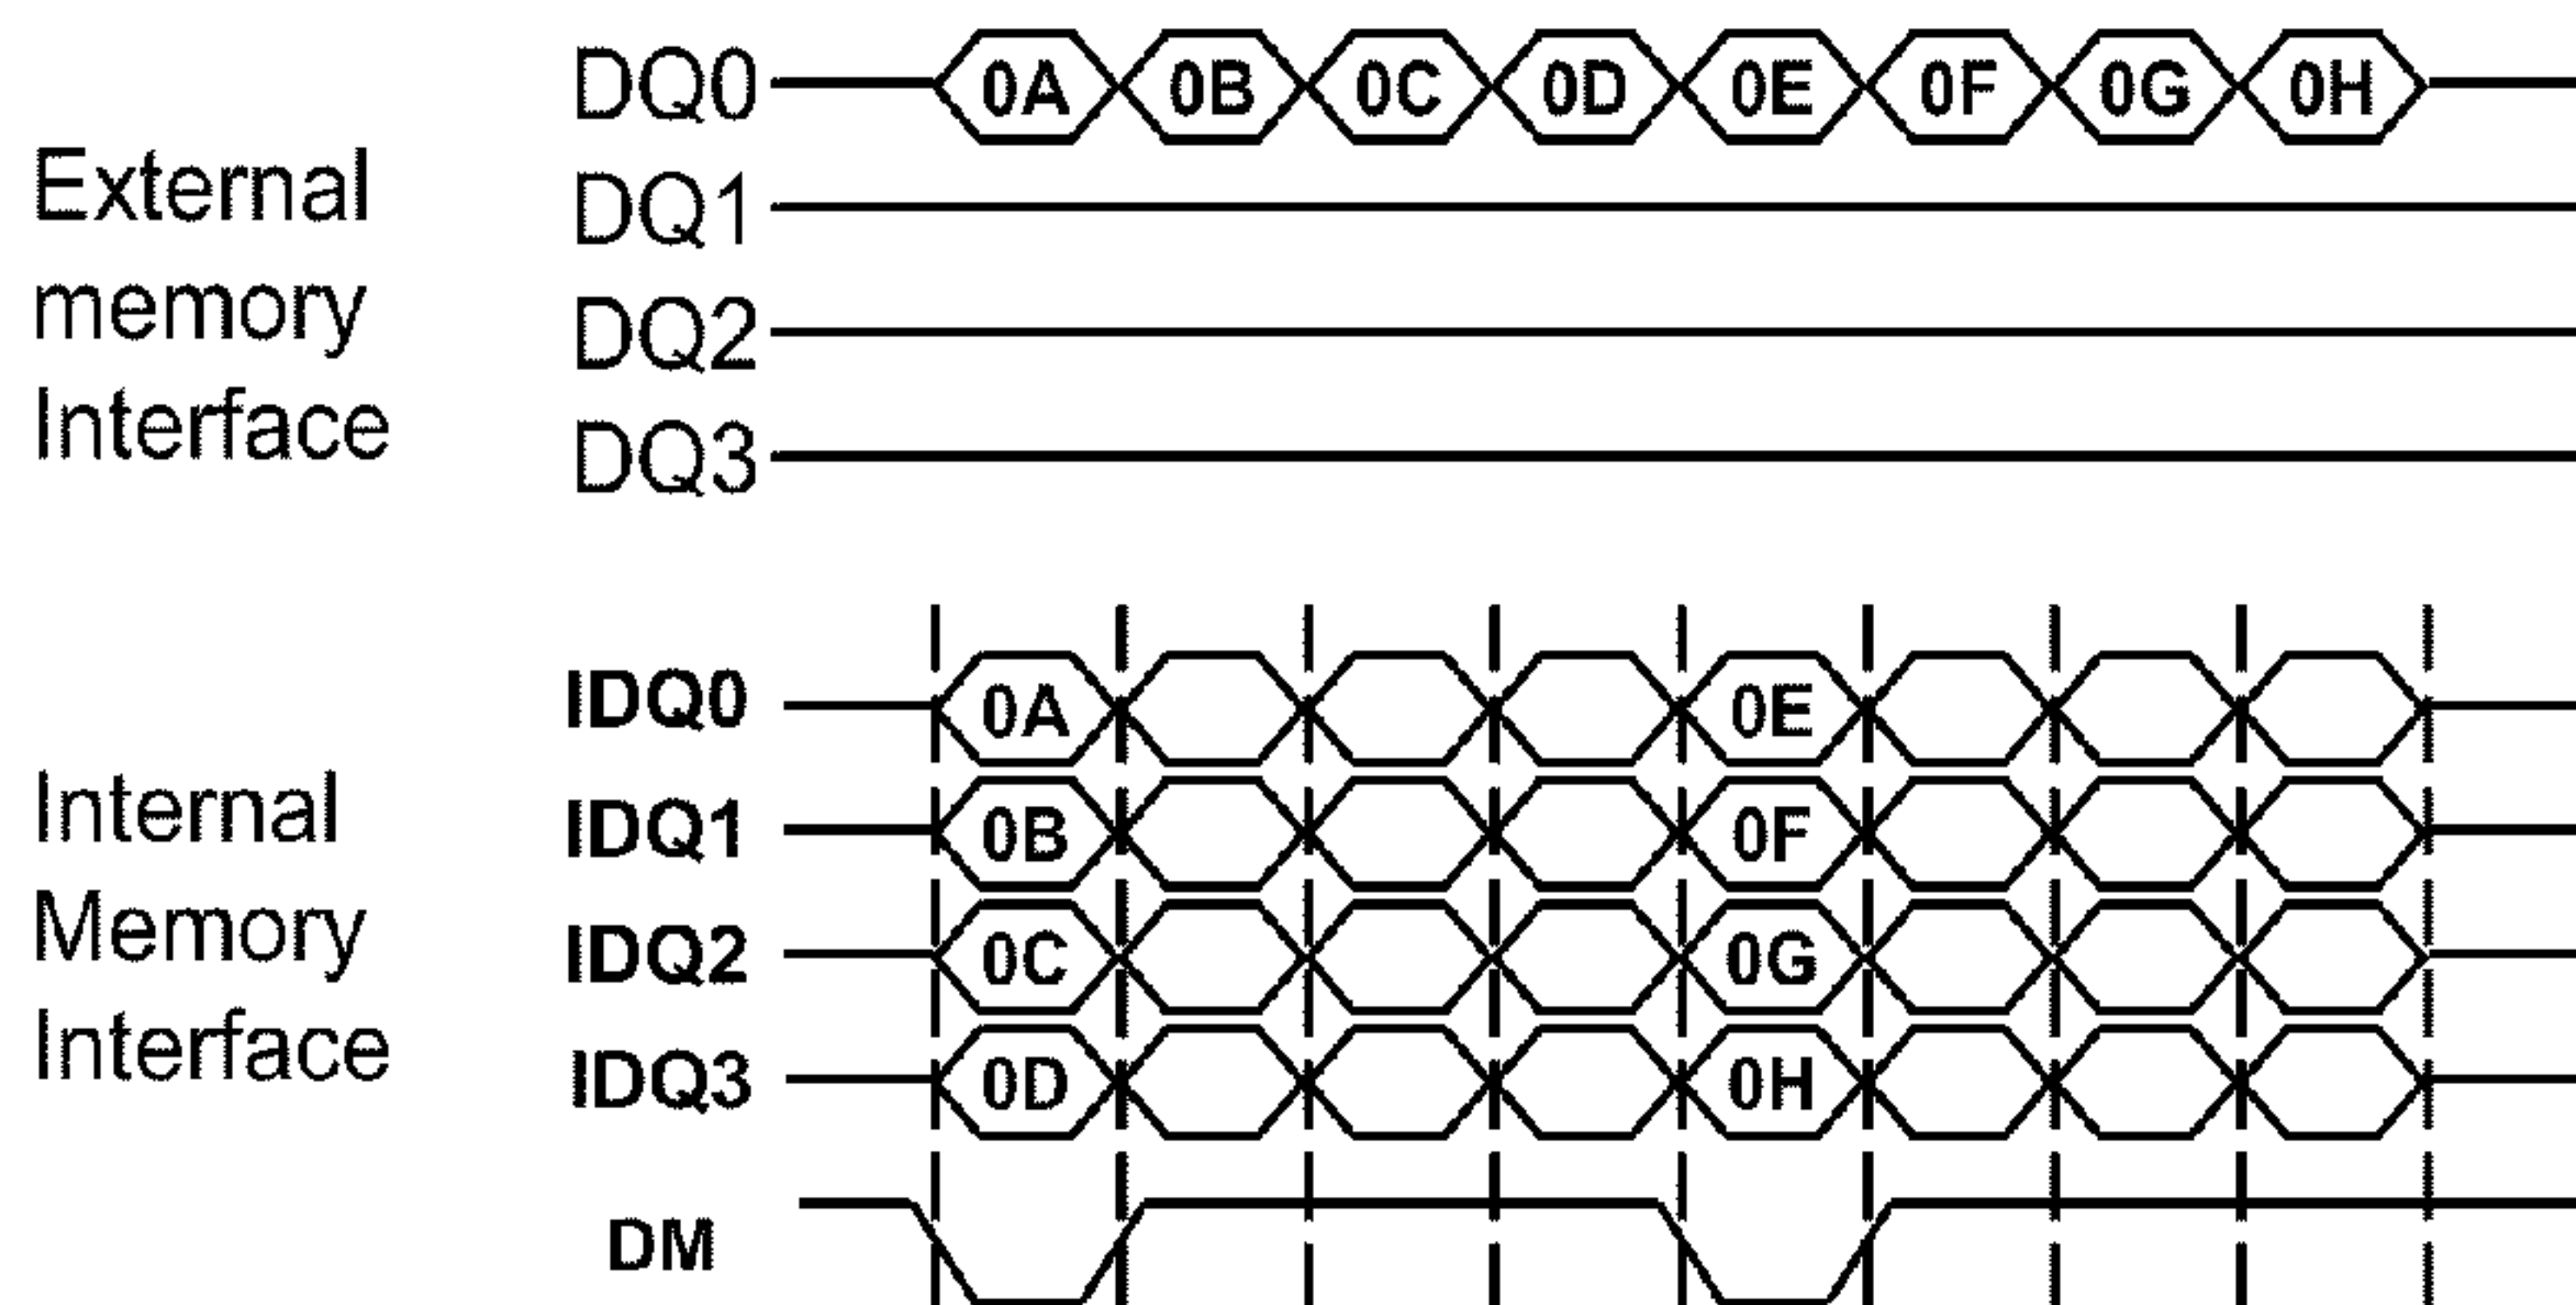 DQ0 0A 0B 0C 0D 0E 0F 0G 0H
External
memory
Interface
DQ1
DQ2
DQ3
IDQ0 0A 0E
Internal
Memory
Interface
IDQ1 0B 0F
IDQ2 0C 0G
IDQ3 0D 0H
DM